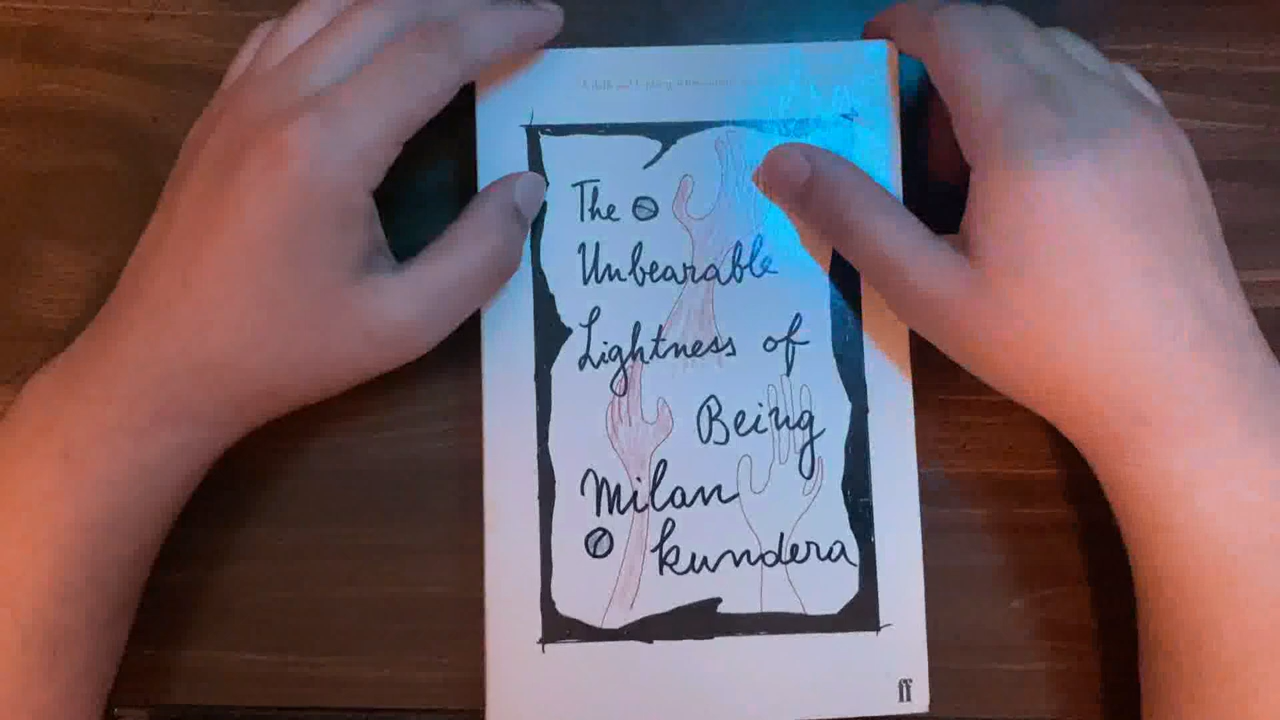 The
Unbearable
Lightness of
Being
Milan
kundera
ff